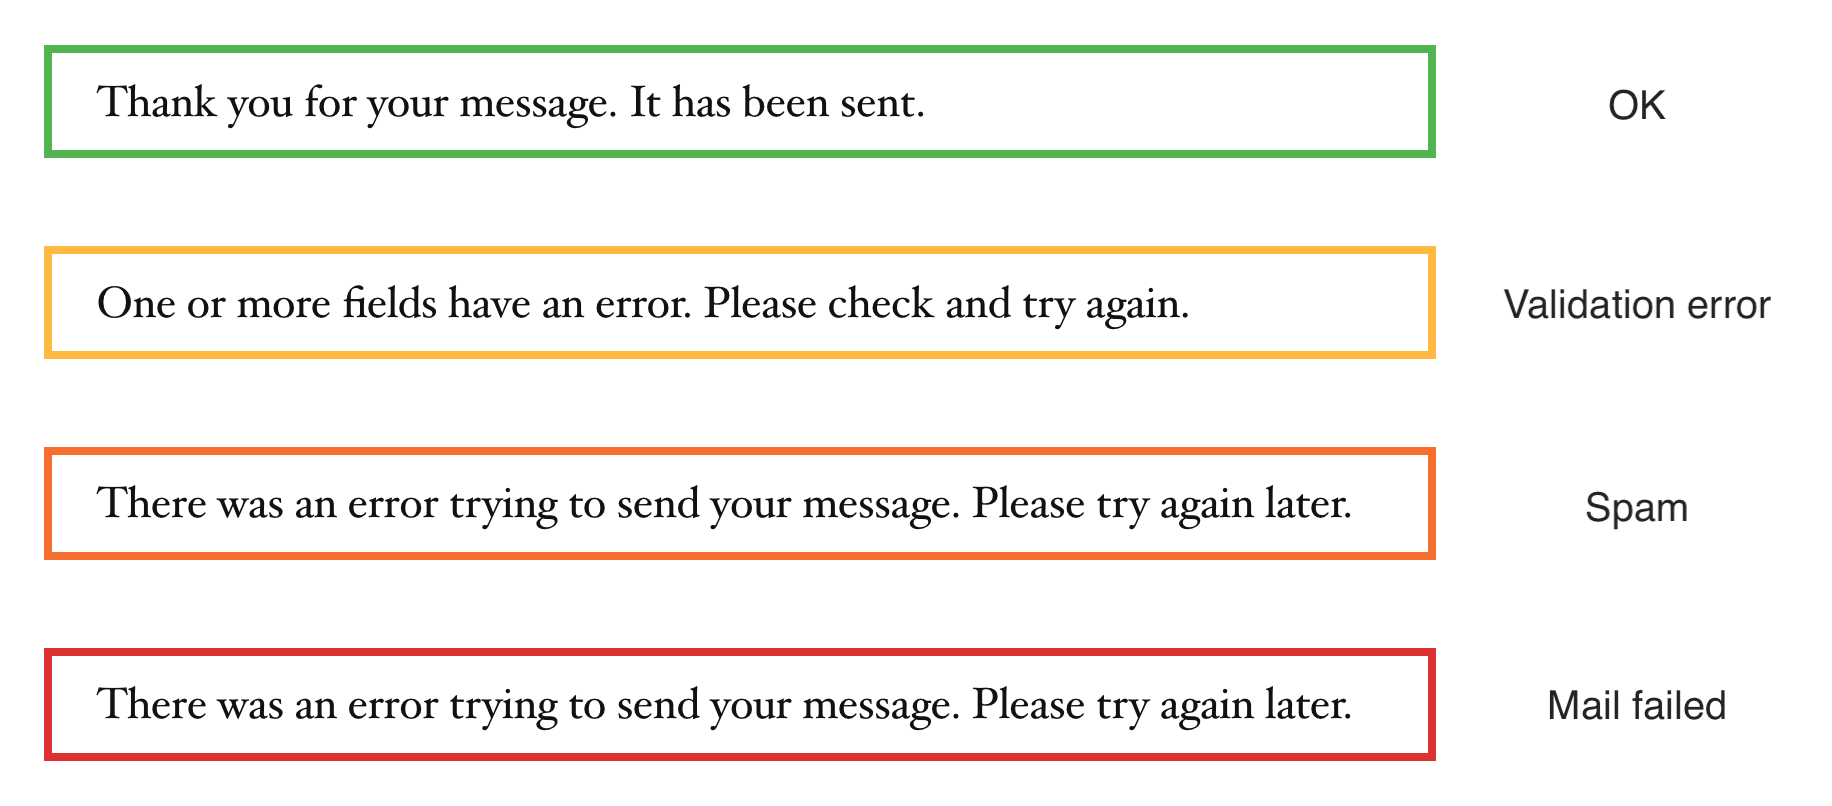 Thank you for your message. It has been sent. OK
One or more fields have an error. Please check and try again. Validation error
There was an error trying to send your message. Please try again later. Spam
There was an error trying to send your message. Please try again later. Mail failed